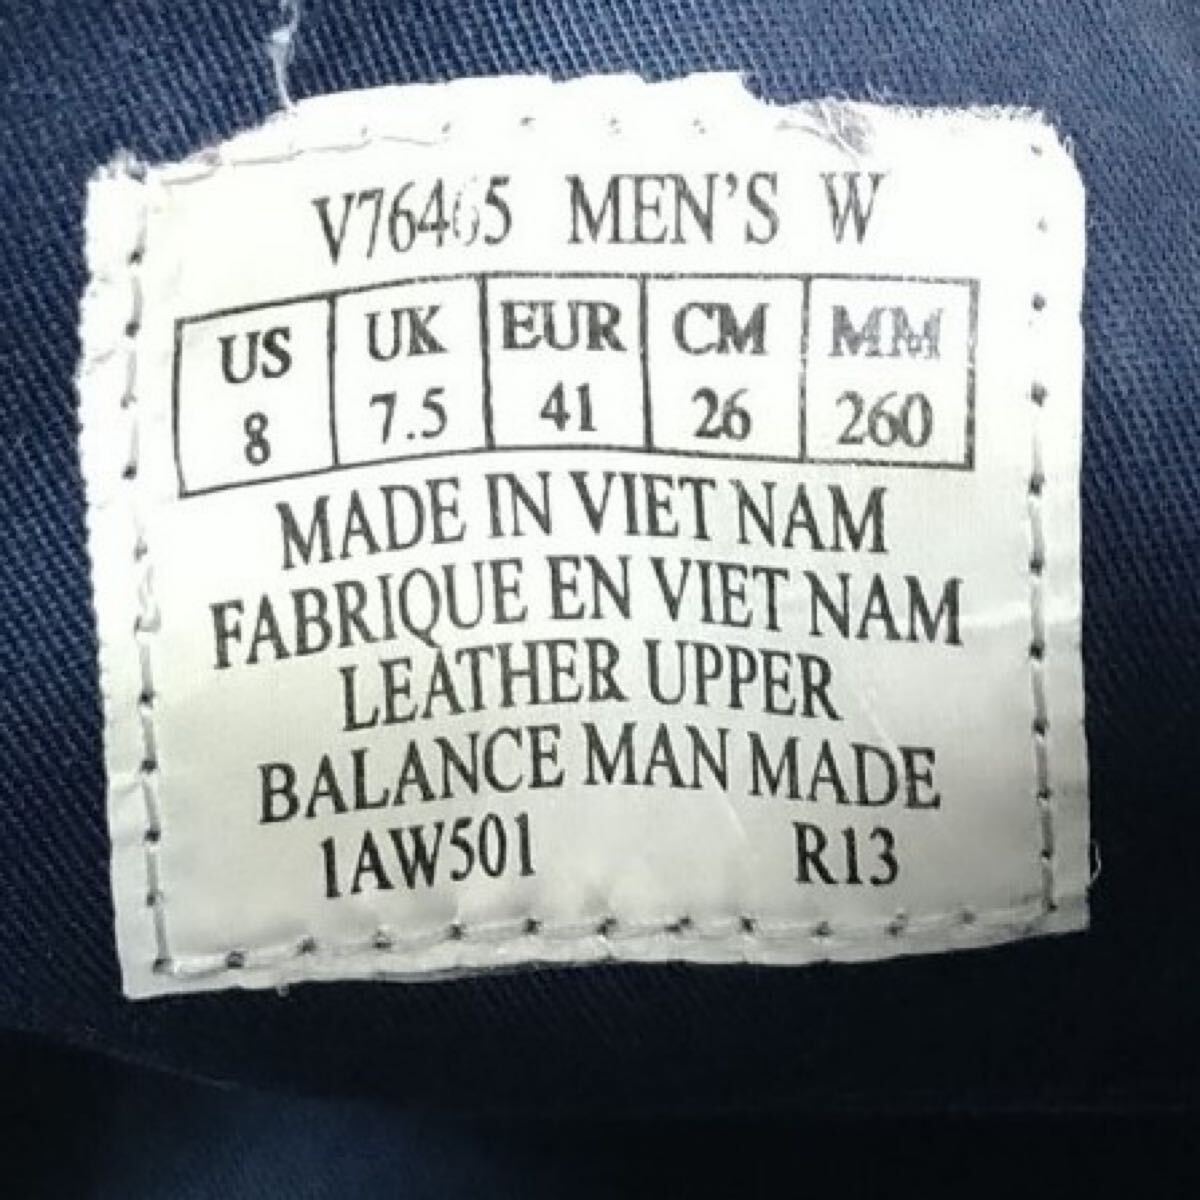 MEN'S W
US UK EUR CM MM
8 7.5 41 26 260
MADE IN VIET NAM
FABRIQUE EN VIET NAM
LEATHER UPPER
BALANCE MAN MADE
1AW501 R13